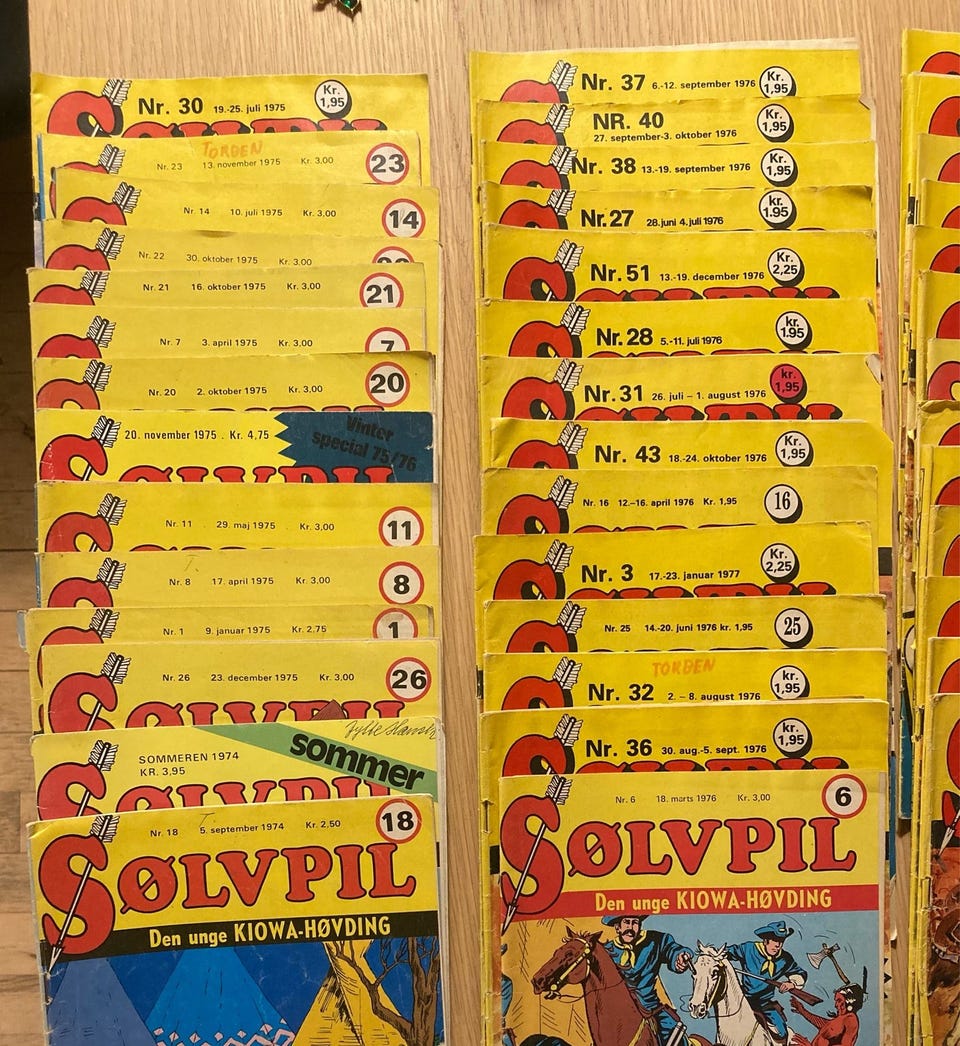 Nr. 30 19.-25. juli 1975 Kr. 1,95
SØLVPIL
TORDEN
Nr. 23 13. november 1975 Kr. 3,00 23
Nr. 14 10. juli 1975 Kr. 3,00 14
Nr. 22 30. oktober 1975 Kr. 3,00
Nr. 21 16. oktober 1975 Kr. 3,00 21
Nr. 7 3. april 1975 Kr. 3,00 7
Nr. 20 2. oktober 1975 Kr. 3,00 20
20. november 1975 . Kr. 4,75
Vinter
special 75/76
SØLVPIL
Nr. 11 29. maj 1975 Kr. 3,00 11
Nr. 8 17. april 1975 Kr. 3,00 8
Nr. 1 9. januar 1975 Kr. 2,75 1
Nr. 26 23. december 1975 Kr. 3,00 26
SØLVPIL
SOMMEREN 1974
KR. 3,95
sommer
SØLVPIL
Nr. 18 5. september 1974 Kr. 2,50 18
SØLVPIL
Den unge KIOWA-HØVDING
Nr. 37 6.-12. september 1976 Kr. 1,95
NR. 40
27. september-3. oktober 1976 Kr. 1,95
Nr. 38 13.-19. september 1976 Kr. 1,95
Nr. 27 28. juni 4. juli 1976 kr. 1.95
Nr. 51 13.-19. december 1976 Kr. 2,25
Nr. 28 5.-11. juli 1976 kr. 1.95
Nr. 31 26. juli – 1. august 1976 kr. 1,95
Nr. 43 18.-24. oktober 1976 Kr. 1,95
Nr. 16 12.-16. april 1976 Kr. 1,95 16
Nr. 3 17.-23. januar 1977 Kr. 2,25
Nr. 25 14.-20. juni 1976 kr. 1,95 25
TORBEN
Nr. 32 2. – 8. august 1976 kr. 1,95
Nr. 36 30. aug.-5. sept. 1976 kr. 1,95
Nr. 6 18. marts 1976 Kr. 3,00 6
SØLVPIL
Den unge KIOWA-HØVDING